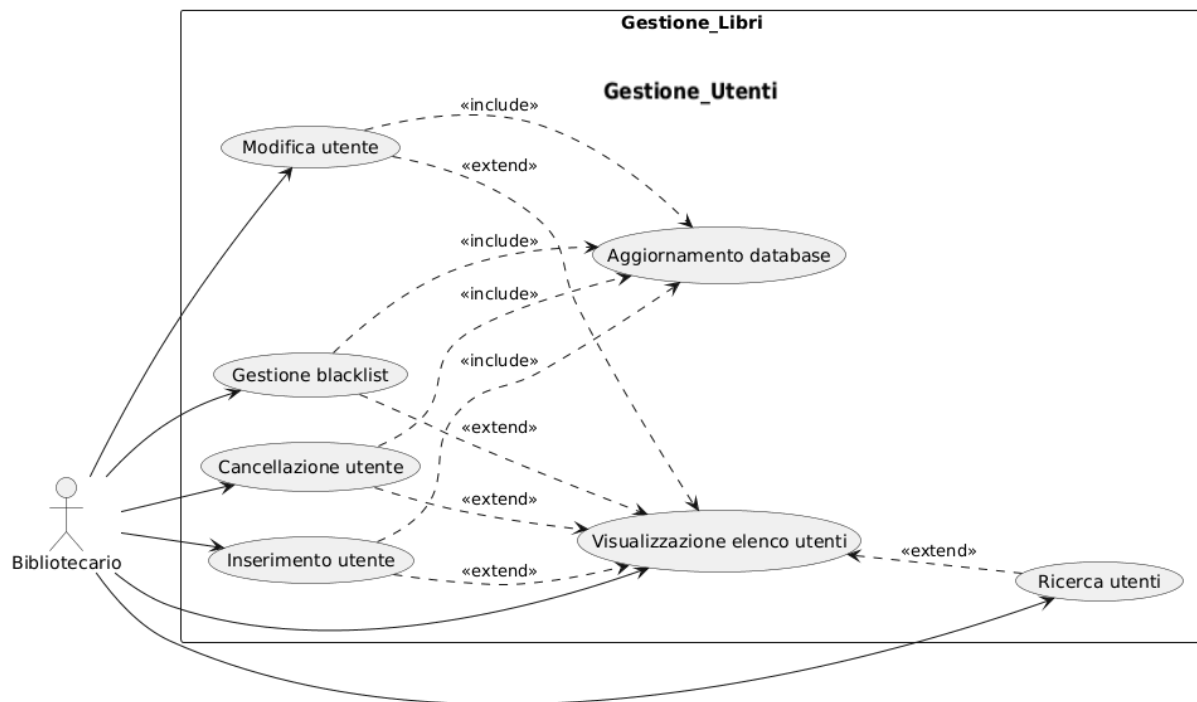 Gestione_Libri
Gestione_Utenti
«include»
Modifica utente
«extend»
«include»
Aggiornamento database
«include»
«include»
Gestione blacklist
«extend»
Cancellazione utente
«extend»
Visualizzazione elenco utenti
«extend»
Inserimento utente
«extend»
Ricerca utenti
Bibliotecario